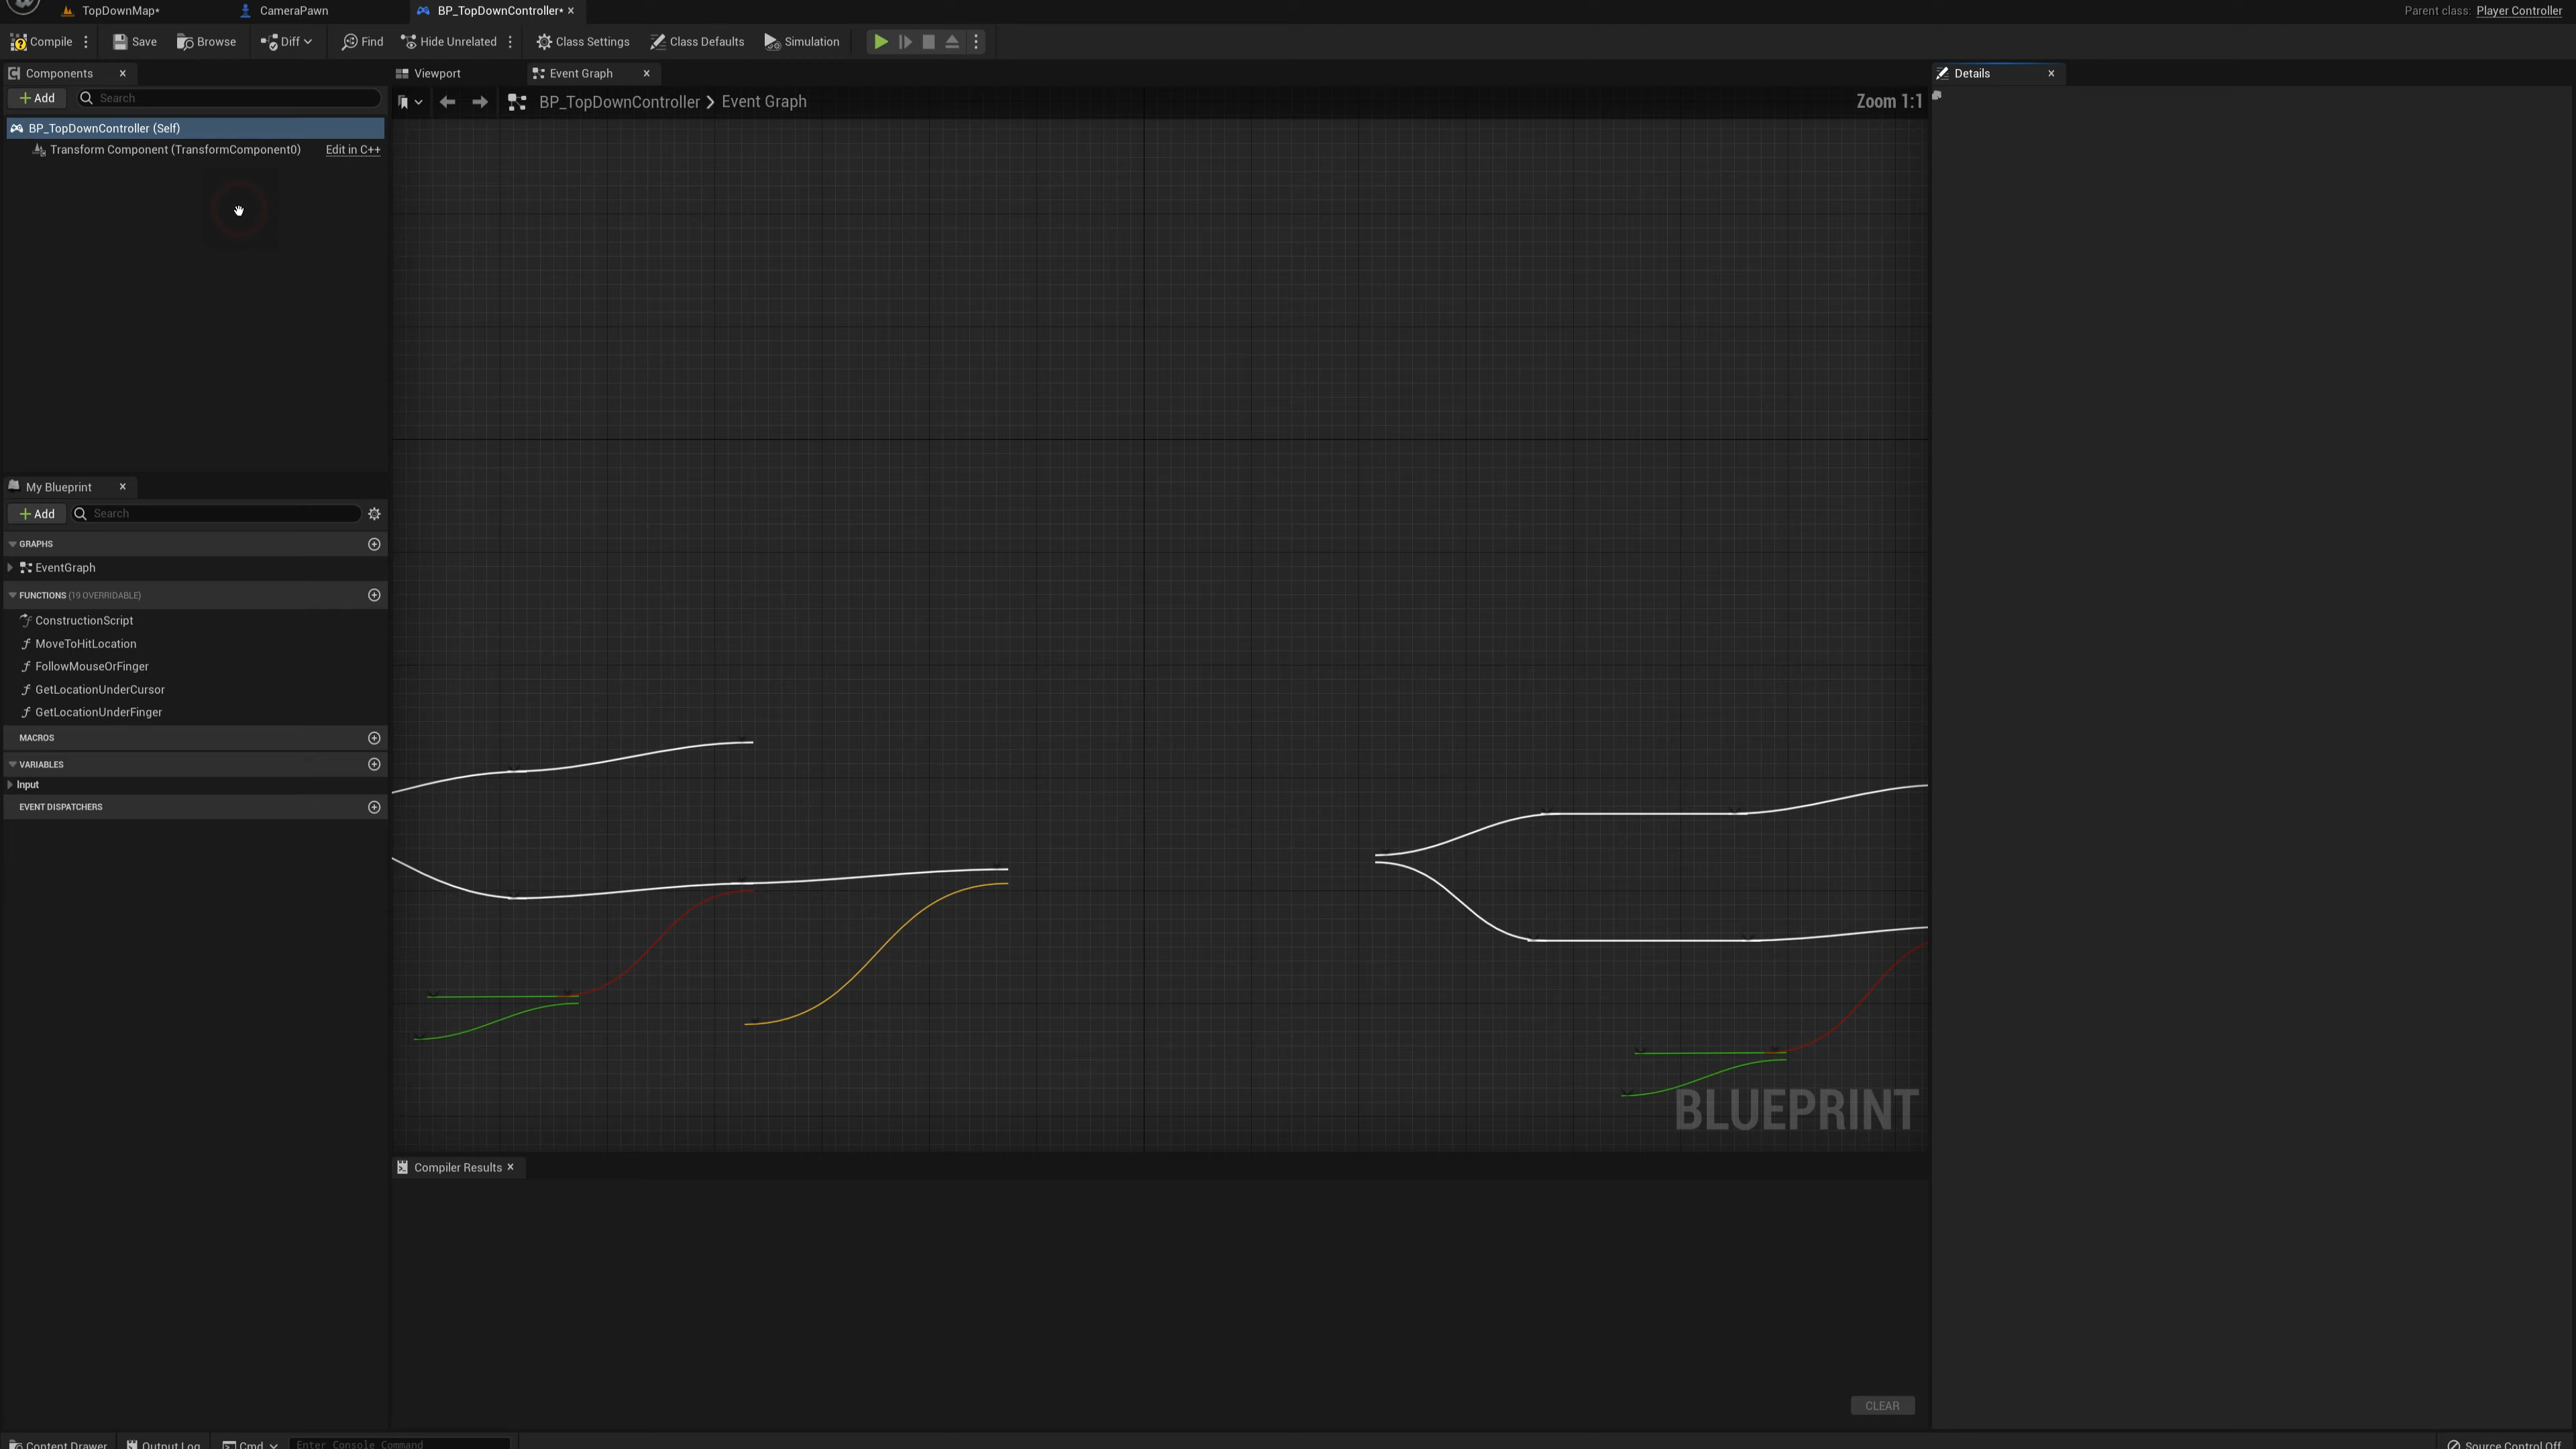 TopDownMap*
CameraPawn
BP_TopDownController*
Parent class: Player Controller
Compile
Save
Browse
Diff
Find
Hide Unrelated
Class Settings
Class Defaults
Simulation
Components
Viewport
Event Graph
Details
+ Add
Search
BP_TopDownController > Event Graph
Zoom 1:1
BP_TopDownController (Self)
Transform Component (TransformComponent0)
Edit in C++
My Blueprint
+ Add
Search
GRAPHS
EventGraph
FUNCTIONS (19 OVERRIDABLE)
ConstructionScript
MoveToHitLocation
FollowMouseOrFinger
GetLocationUnderCursor
GetLocationUnderFinger
MACROS
VARIABLES
Input
EVENT DISPATCHERS
BLUEPRINT
Compiler Results
CLEAR
Content Drawer
Output Log
Cmd
Enter Console Command
Source Control Off